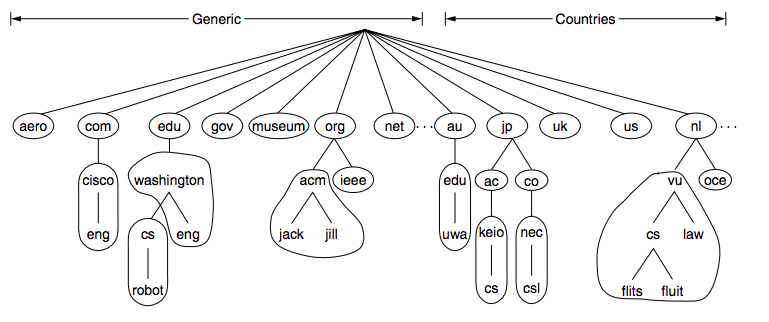 Generic Countries
aero com edu gov museum org net ... au jp uk us nl ...
cisco washington acm ieee edu ac co vu oce
eng cs eng jack jill uwa keio nec cs law
robot cs csl flits fluit